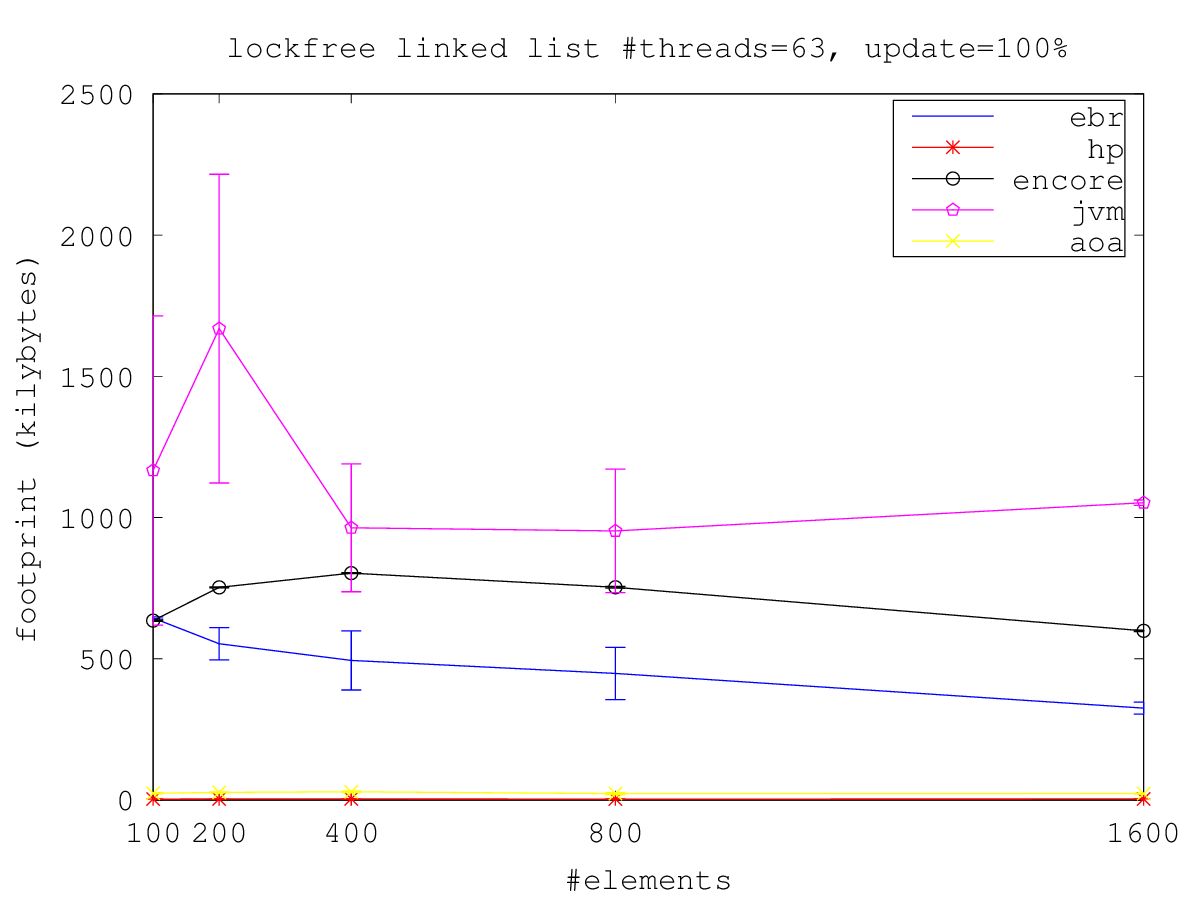 lockfree linked list #threads=63, update=100%
2500
2000
1500
1000
500
0
footprint (kilybytes)
ebr
hp
encore
jvm
aoa
100 200 400 800 1600
#elements